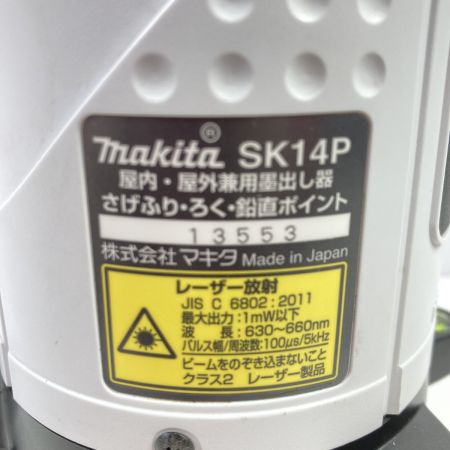 makita® SK14P
屋内・屋外兼用墨出し器
さげふり・ろく・鉛直ポイント
13553
株式会社マキタ Made in Japan
レーザー放射
JIS C 6802:2011
最大出力:1mW以下
波 長:630~660nm
パルス幅/周波数:100μs/5kHz
ビームをのぞき込まないこと
クラス2 レーザー製品